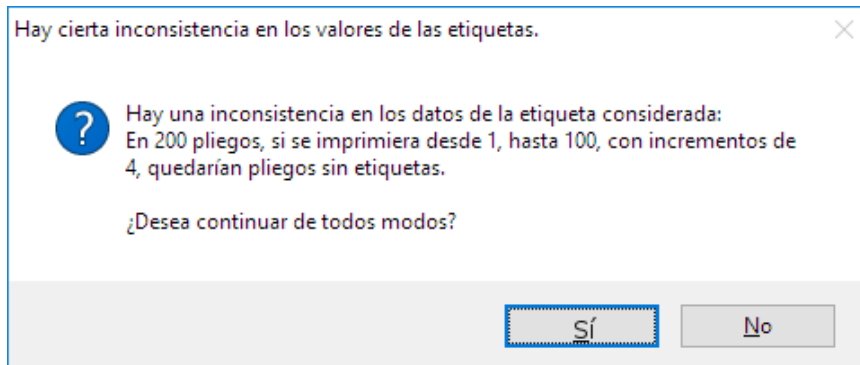 Hay cierta inconsistencia en los valores de las etiquetas.
Hay una inconsistencia en los datos de la etiqueta considerada:
En 200 pliegos, si se imprimiera desde 1, hasta 100, con incrementos de
4, quedarían pliegos sin etiquetas.
¿Desea continuar de todos modos?
Sí
No